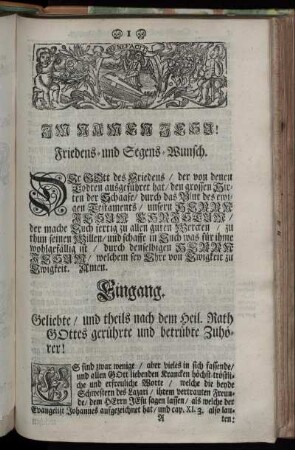 1
BENEFACIT
IM NAMEN JESU!
Friedens- und Segens-Wunsch.
DEr GOtt des Friedens / der von denen
Todten ausgeführet hat / den grossen Hir-
ten der Schaafe / durch das Blut des ewi-
gen Testaments / unsern HERRN
JESUM CHRISTUM /
der mache Euch fertig zu allen guten Wercken / zu
thun seinen Willen / und schaffe in Euch was für ihme
wohlgefällig ist / durch denselbigen HERRN
JESUM / welchem sey Ehr von Ewigkeit zu
Ewigkeit. Amen.
Eingang.
Geliebte / und theils nach dem Heil. Rath
GOttes gerührte und betrübte Zuhö-
rer!
ES sind zwar wenige / aber vieles in sich fassende /
und allen GOtt liebenden Krancken höchst-tröstli-
che und erfreuliche Worte / welche die beyde
Schwestern des Lazari / ihrem vertrauten Freun-
de / dem HErrn JESU sagen lassen / als welche der
Evangelist Johannes aufgezeichnet hat / und cap. XI. 3. also lau-
A
ten: